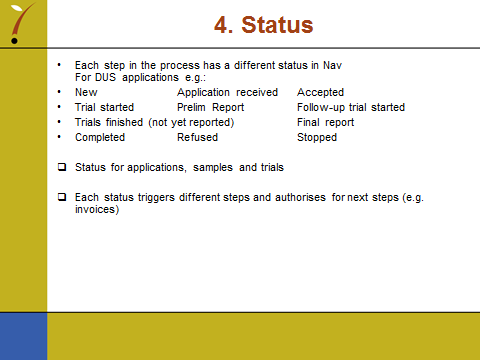 4. Status
• Each step in the process has a different status in Nav
For DUS applications e.g.:
• New Application received Accepted
• Trial started Prelim Report Follow-up trial started
• Trials finished (not yet reported) Final report
• Completed Refused Stopped
❑ Status for applications, samples and trials
❑ Each status triggers different steps and authorises for next steps (e.g.
invoices)